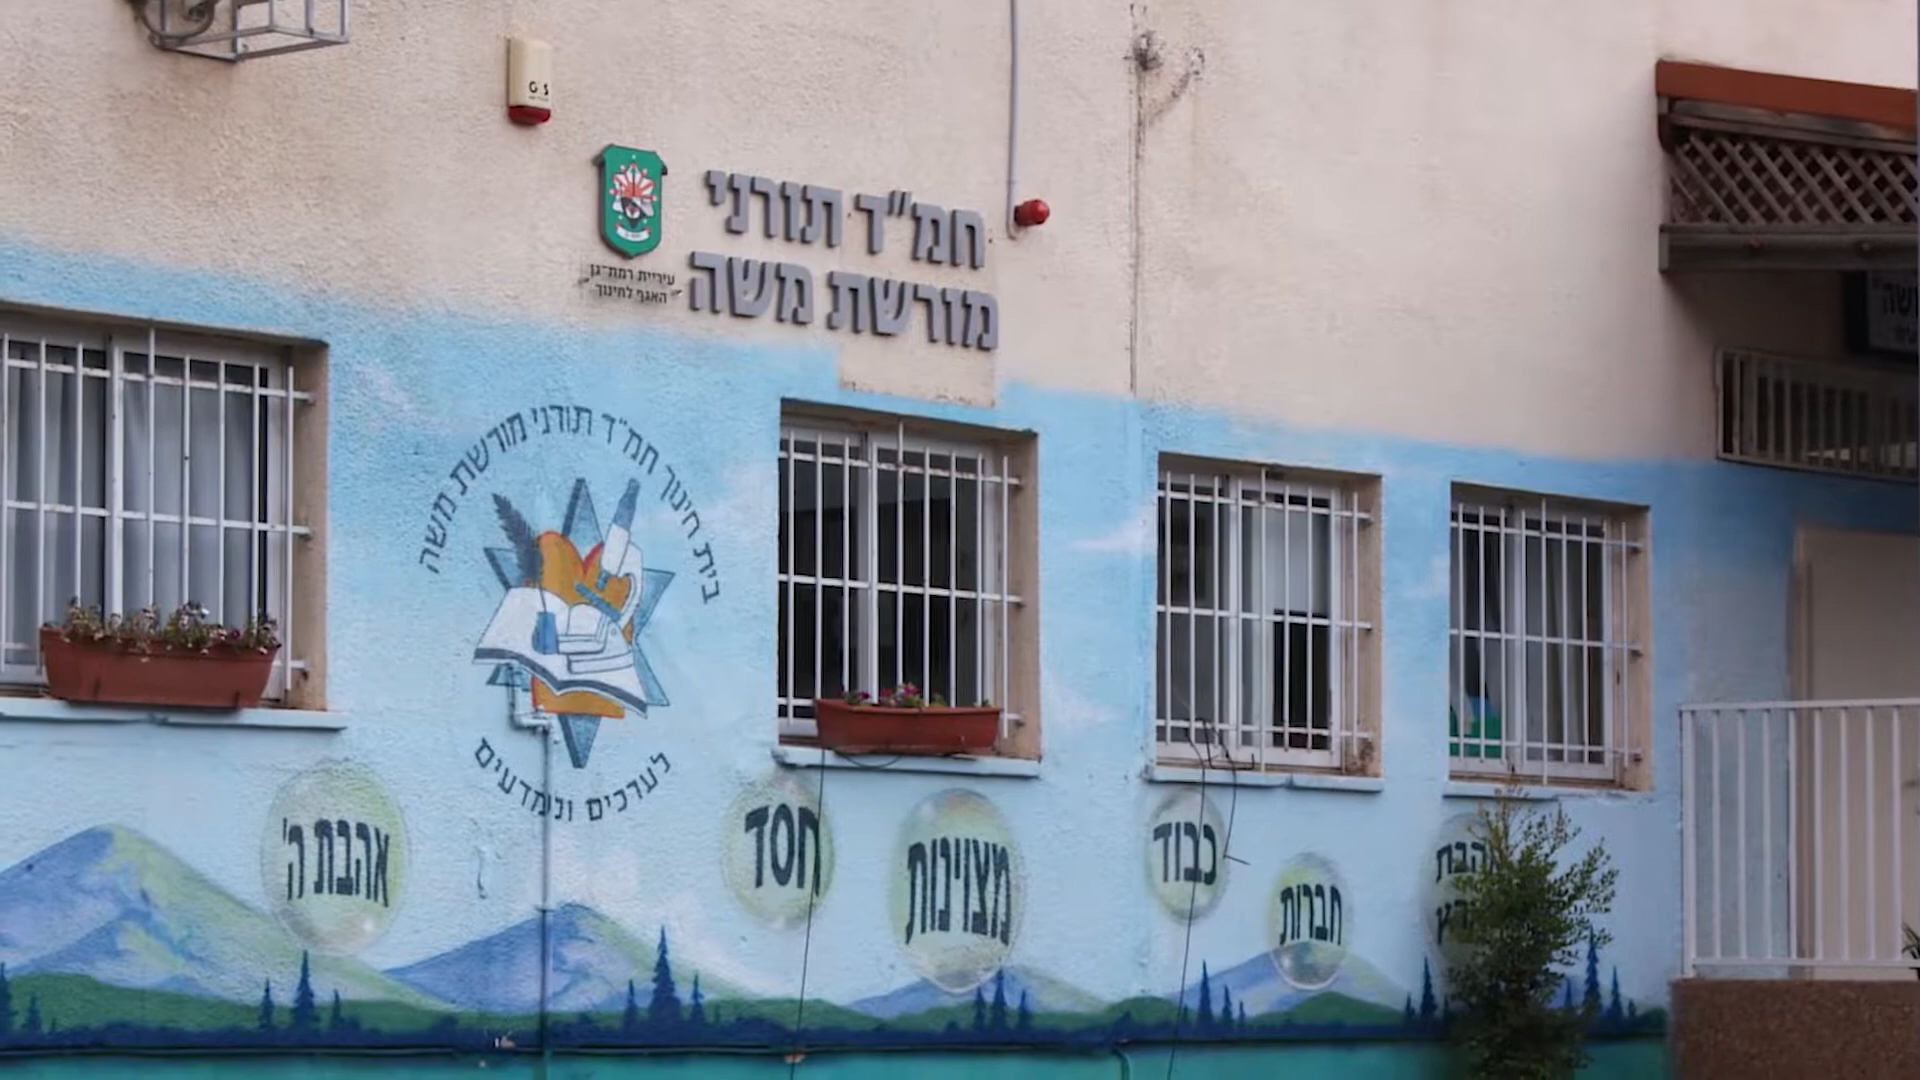 חמ"ד תורני
מורשת משה
עיריית רמת-גן
האגף לחינוך
בית חינוך חמ"ד תורני מורשת משה
לערכים ומדעים
אהבת ה'
חסד
מצוינות
כבוד
חברות